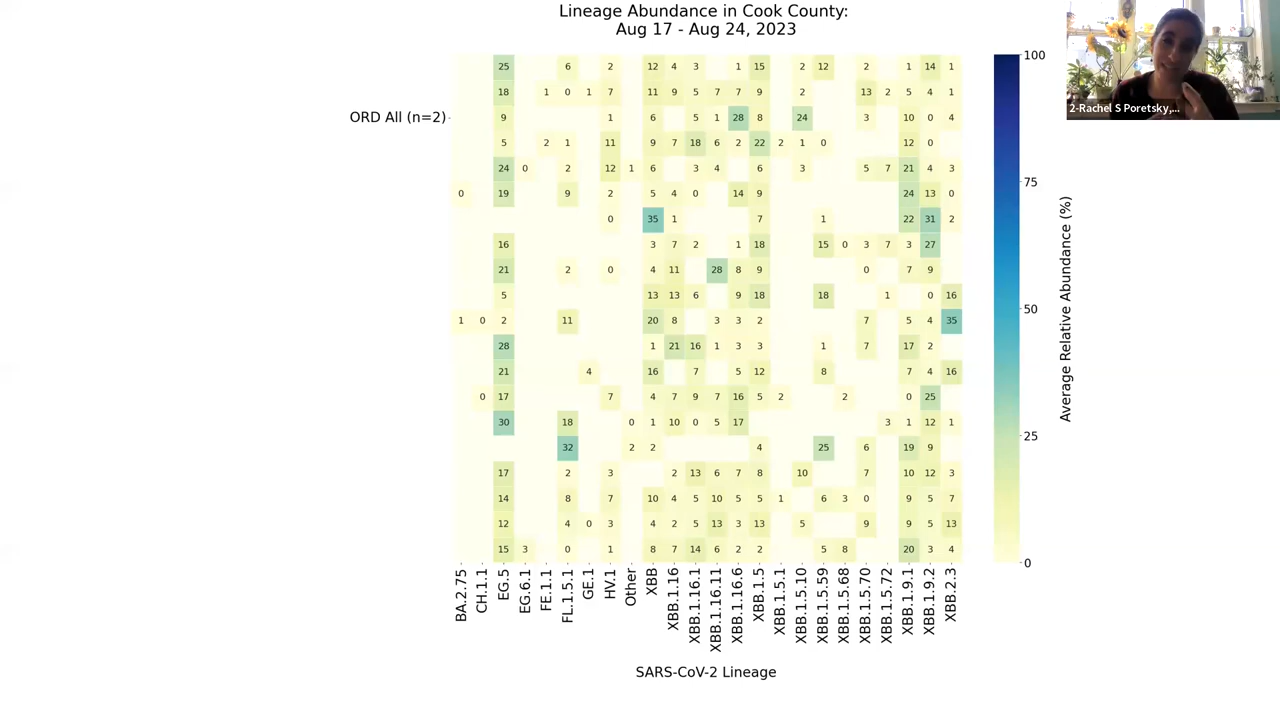 Lineage Abundance in Cook County:
Aug 17 - Aug 24, 2023
25 6 2 12 4 3 1 15 2 12 2 1 14 1
18 1 0 1 7 11 9 5 7 7 9 2 13 2 5 4 1
ORD All (n=2) 9 1 6 5 1 28 8 24 3 10 0 4
5 2 1 11 9 7 18 6 2 22 2 1 0 12 0
24 0 2 12 1 6 3 4 6 3 5 7 21 4 3
0 19 9 2 5 4 0 14 9 24 13 0
0 35 1 7 1 22 31 2
16 3 7 2 1 18 15 0 3 7 3 27
21 2 0 4 11 28 8 9 0 7 9
5 13 13 6 9 18 18 1 0 16
1 0 2 11 20 8 3 3 2 7 5 4 35
28 1 21 16 1 3 3 1 7 17 2
21 4 16 7 5 12 8 7 4 16
0 17 7 4 7 9 7 16 5 2 2 0 25
30 18 0 1 10 0 5 17 3 1 12 1
32 2 2 4 25 6 19 9
17 2 3 2 13 6 7 8 10 7 10 12 3
14 8 7 10 4 5 10 5 5 1 6 3 0 9 5 7
12 4 0 3 4 2 5 13 3 13 5 9 9 5 13
15 3 0 1 8 7 14 6 2 2 5 8 20 3 4
BA.2.75
CH.1.1
EG.5
EG.6.1
FE.1.1
FL.1.5.1
GE.1
HV.1
Other
XBB
XBB.1.16
XBB.1.16.1
XBB.1.16.11
XBB.1.16.6
XBB.1.5
XBB.1.5.1
XBB.1.5.10
XBB.1.5.59
XBB.1.5.68
XBB.1.5.70
XBB.1.5.72
XBB.1.9.1
XBB.1.9.2
XBB.2.3
SARS-CoV-2 Lineage
100
75
50
25
0
Average Relative Abundance (%)
2-Rachel S Poretsky,...